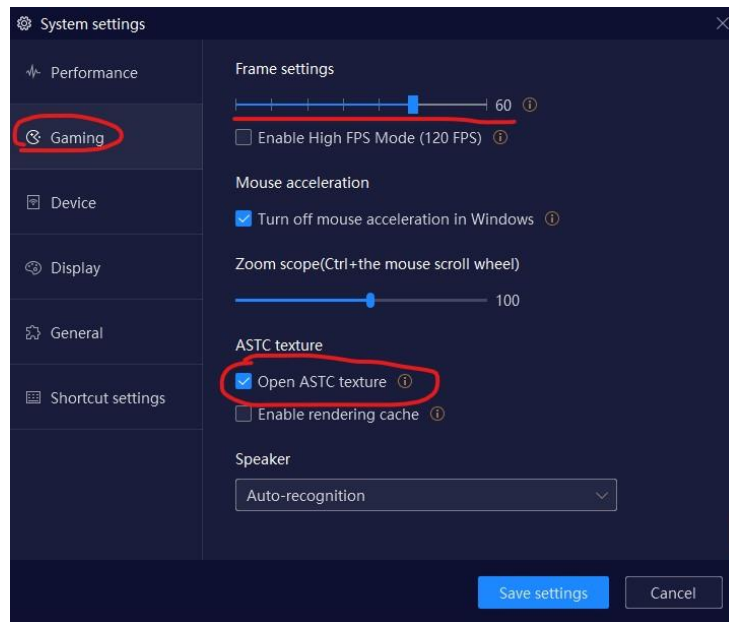 System settings
Performance
Gaming
Device
Display
General
Shortcut settings
Frame settings
60
Enable High FPS Mode (120 FPS)
Mouse acceleration
Turn off mouse acceleration in Windows
Zoom scope(Ctrl+the mouse scroll wheel)
100
ASTC texture
Open ASTC texture
Enable rendering cache
Speaker
Auto-recognition
Save settings
Cancel